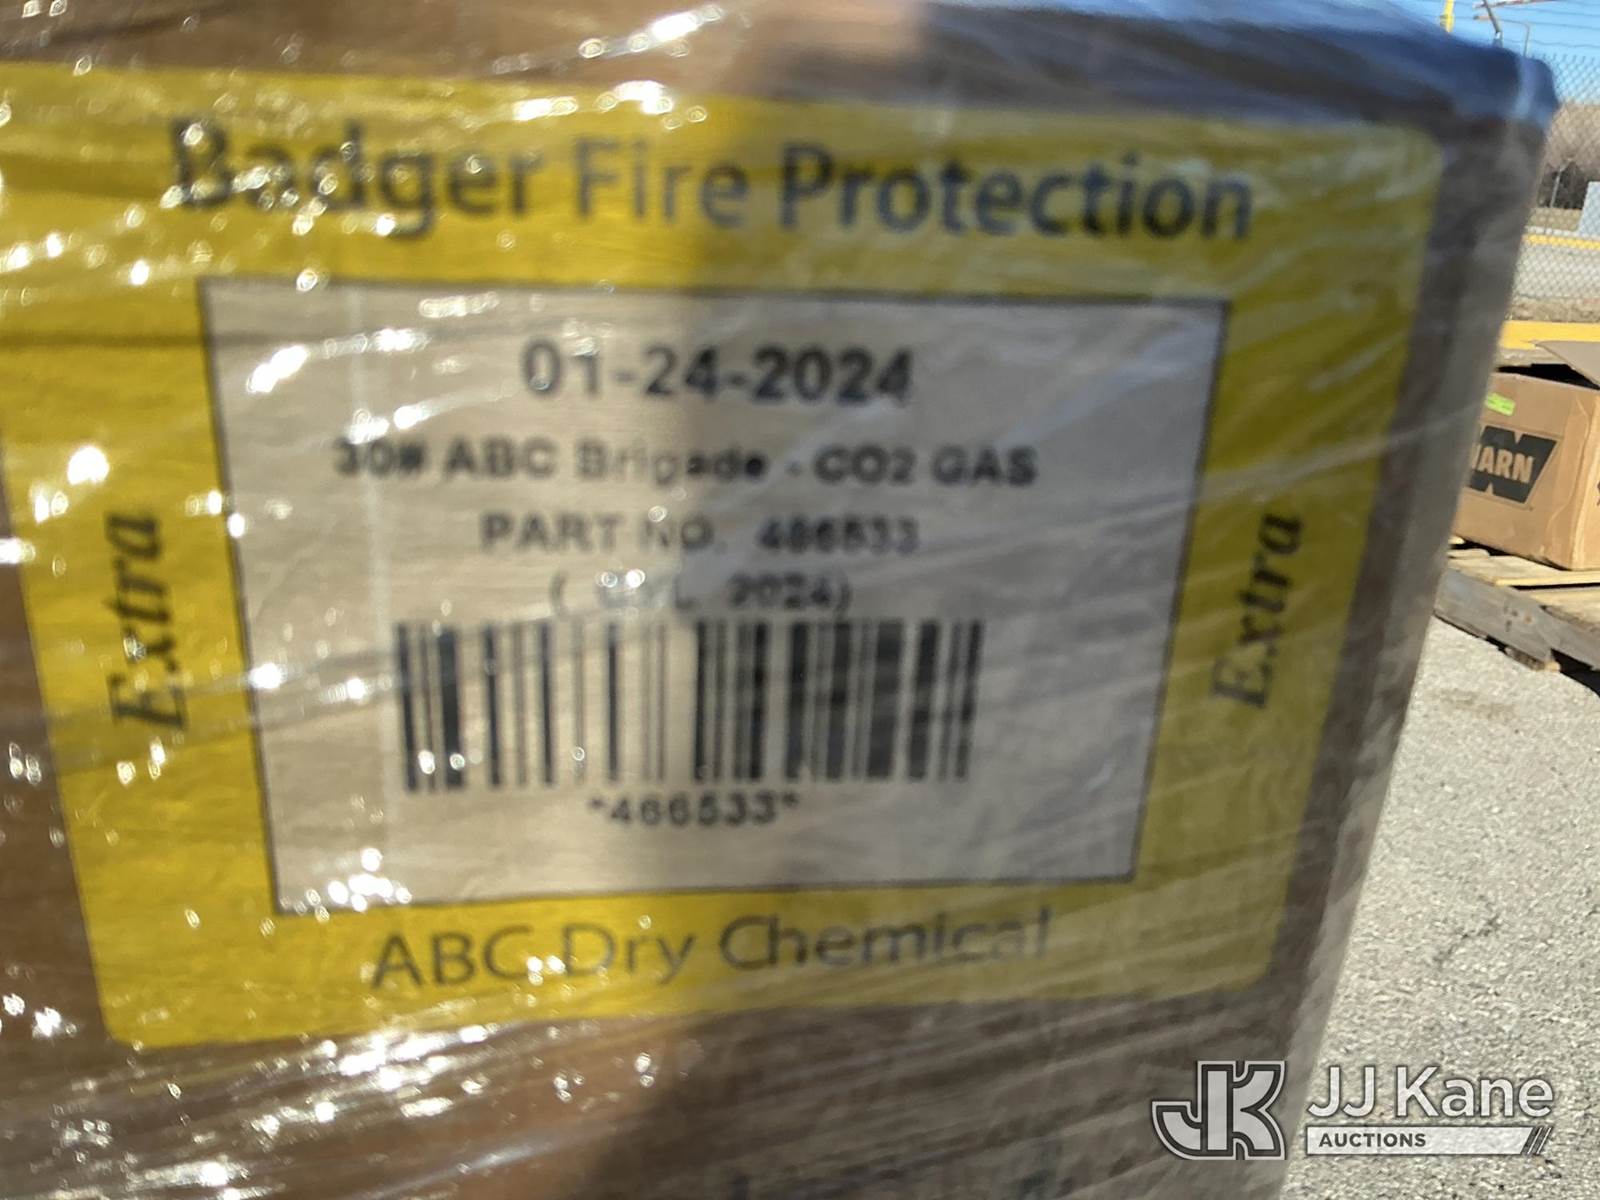 Badger Fire Protection
01-24-2024
30# ABC Brigade - CO2 GAS
PART NO. 466533
( 2024)
*466533*
Extra
Extra
ABC Dry Chemical
WARN
JJ Kane
AUCTIONS